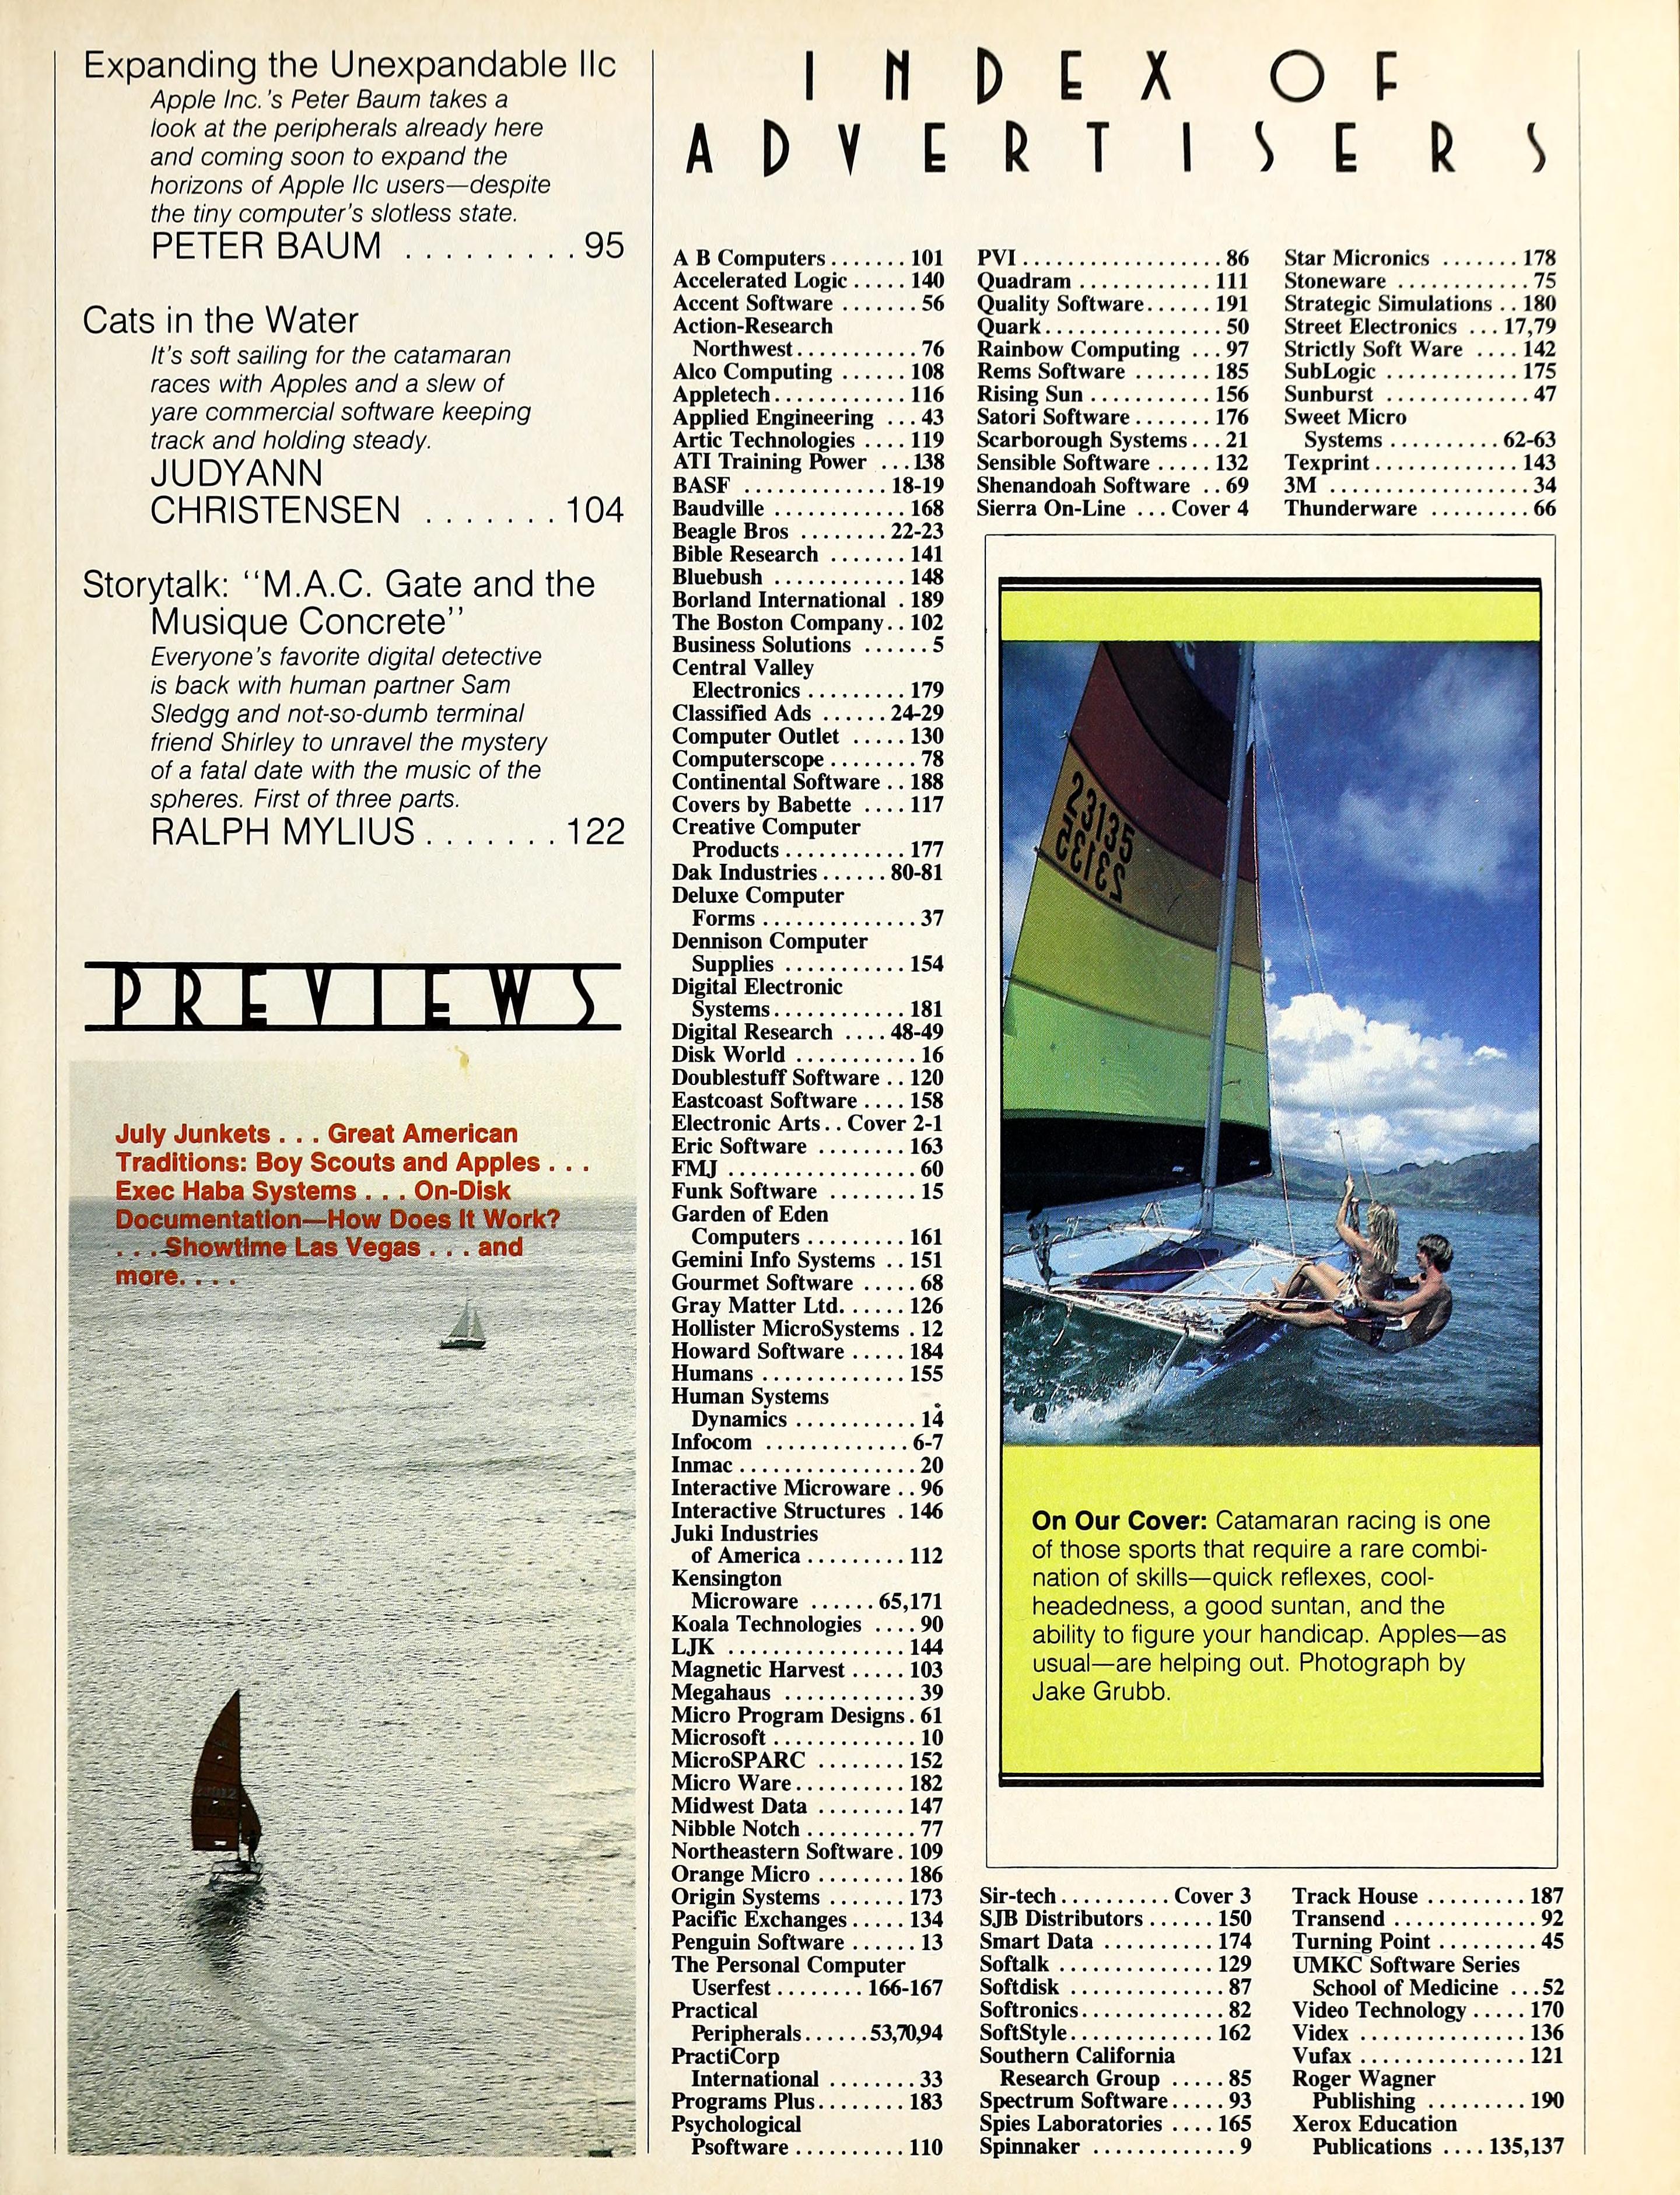 Expanding the Unexpandable IIc
Apple Inc.'s Peter Baum takes a
look at the peripherals already here
and coming soon to expand the
horizons of Apple IIc users—despite
the tiny computer's slotless state.
PETER BAUM . . . . . . . . . 95
Cats in the Water
It's soft sailing for the catamaran
races with Apples and a slew of
yare commercial software keeping
track and holding steady.
JUDYANN
CHRISTENSEN . . . . . . . 104
Storytalk: "M.A.C. Gate and the
Musique Concrete"
Everyone's favorite digital detective
is back with human partner Sam
Sledgg and not-so-dumb terminal
friend Shirley to unravel the mystery
of a fatal date with the music of the
spheres. First of three parts.
RALPH MYLIUS . . . . . . . 122
PREVIEWS
July Junkets . . . Great American
Traditions: Boy Scouts and Apples . . .
Exec Haba Systems . . . On-Disk
Documentation—How Does It Work?
. . . Showtime Las Vegas . . . and
more. . . .
INDEX OF
ADVERTISERS
A B Computers . . . . . . . 101
Accelerated Logic . . . . . 140
Accent Software . . . . . . . 56
Action-Research
Northwest . . . . . . . . . . . 76
Alco Computing . . . . . . 108
Appletech . . . . . . . . . . . . 116
Applied Engineering . . . 43
Artic Technologies . . . . 119
ATI Training Power . . . 138
BASF . . . . . . . . . . . . 18-19
Baudville . . . . . . . . . . . . 168
Beagle Bros . . . . . . . . 22-23
Bible Research . . . . . . . 141
Bluebush . . . . . . . . . . . . 148
Borland International . 189
The Boston Company . . 102
Business Solutions . . . . . . 5
Central Valley
Electronics . . . . . . . . . 179
Classified Ads . . . . . . 24-29
Computer Outlet . . . . . 130
Computerscope . . . . . . . . 78
Continental Software . . 188
Covers by Babette . . . . 117
Creative Computer
Products . . . . . . . . . . . 177
Dak Industries . . . . . . 80-81
Deluxe Computer
Forms . . . . . . . . . . . . . . 37
Dennison Computer
Supplies . . . . . . . . . . . 154
Digital Electronic
Systems . . . . . . . . . . . . 181
Digital Research . . . . 48-49
Disk World . . . . . . . . . . . 16
Doublestuff Software . . 120
Eastcoast Software . . . . 158
Electronic Arts . . Cover 2-1
Eric Software . . . . . . . . 163
FMJ . . . . . . . . . . . . . . . . 60
Funk Software . . . . . . . . 15
Garden of Eden
Computers . . . . . . . . . 161
Gemini Info Systems . . 151
Gourmet Software . . . . . 68
Gray Matter Ltd. . . . . . 126
Hollister MicroSystems . 12
Howard Software . . . . . 184
Humans . . . . . . . . . . . . . 155
Human Systems
Dynamics . . . . . . . . . . . 14
Infocom . . . . . . . . . . . . . 6-7
Inmac . . . . . . . . . . . . . . . 20
Interactive Microware . . 96
Interactive Structures . 146
Juki Industries
of America . . . . . . . . . 112
Kensington
Microware . . . . . . 65,171
Koala Technologies . . . . 90
LJK . . . . . . . . . . . . . . . . 144
Magnetic Harvest . . . . . 103
Megahaus . . . . . . . . . . . . 39
Micro Program Designs . 61
Microsoft . . . . . . . . . . . . . 10
MicroSPARC . . . . . . . . 152
Micro Ware . . . . . . . . . . 182
Midwest Data . . . . . . . . 147
Nibble Notch . . . . . . . . . . 77
Northeastern Software . 109
Orange Micro . . . . . . . . 186
Origin Systems . . . . . . . 173
Pacific Exchanges . . . . . 134
Penguin Software . . . . . . 13
The Personal Computer
Userfest . . . . . . . . 166-167
Practical
Peripherals . . . . . . 53,70,94
PractiCorp
International . . . . . . . . 33
Programs Plus . . . . . . . . 183
Psychological
Psoftware . . . . . . . . . . 110
PVI . . . . . . . . . . . . . . . . . . 86
Quadram . . . . . . . . . . . . 111
Quality Software . . . . . . 191
Quark . . . . . . . . . . . . . . . 50
Rainbow Computing . . . 97
Rems Software . . . . . . . 185
Rising Sun . . . . . . . . . . . 156
Satori Software . . . . . . . 176
Scarborough Systems . . . 21
Sensible Software . . . . . 132
Shenandoah Software . . 69
Sierra On-Line . . . Cover 4
Star Micronics . . . . . . . 178
Stoneware . . . . . . . . . . . . 75
Strategic Simulations . . 180
Street Electronics . . . 17,79
Strictly Soft Ware . . . . 142
SubLogic . . . . . . . . . . . . 175
Sunburst . . . . . . . . . . . . . 47
Sweet Micro
Systems . . . . . . . . . . 62-63
Texprint . . . . . . . . . . . . . 143
3M . . . . . . . . . . . . . . . . . . 34
Thunderware . . . . . . . . . 66
23135
23135
On Our Cover: Catamaran racing is one
of those sports that require a rare combi-
nation of skills—quick reflexes, cool-
headedness, a good suntan, and the
ability to figure your handicap. Apples—as
usual—are helping out. Photograph by
Jake Grubb.
Sir-tech . . . . . . . . . . Cover 3
SJB Distributors . . . . . . 150
Smart Data . . . . . . . . . . 174
Softalk . . . . . . . . . . . . . . 129
Softdisk . . . . . . . . . . . . . . 87
Softronics . . . . . . . . . . . . . 82
SoftStyle . . . . . . . . . . . . . 162
Southern California
Research Group . . . . . 85
Spectrum Software . . . . . 93
Spies Laboratories . . . . 165
Spinnaker . . . . . . . . . . . . . 9
Track House . . . . . . . . . 187
Transend . . . . . . . . . . . . . 92
Turning Point . . . . . . . . . 45
UMKC Software Series
School of Medicine . . . 52
Video Technology . . . . . 170
Videx . . . . . . . . . . . . . . . 136
Vufax . . . . . . . . . . . . . . . 121
Roger Wagner
Publishing . . . . . . . . . 190
Xerox Education
Publications . . . . 135,137